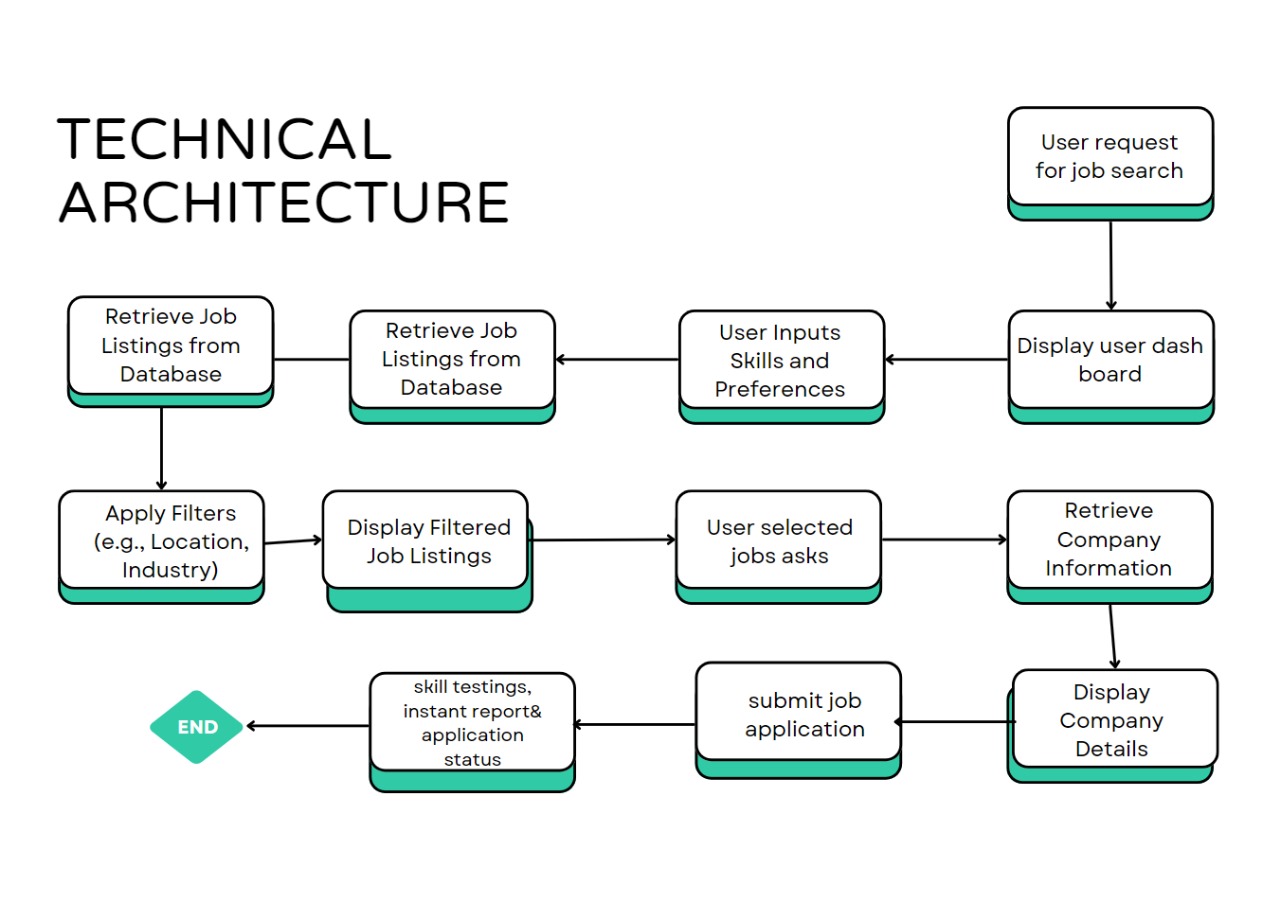 TECHNICAL
ARCHITECTURE
User request
for job search
Retrieve Job
Listings from
Database
Retrieve Job
Listings from
Database
User Inputs
Skills and
Preferences
Display user dash
board
Apply Filters
(e.g., Location,
Industry)
Display Filtered
Job Listings
User selected
jobs asks
Retrieve
Company
Information
END
skill testings,
instant report&
application
status
submit job
application
Display
Company
Details